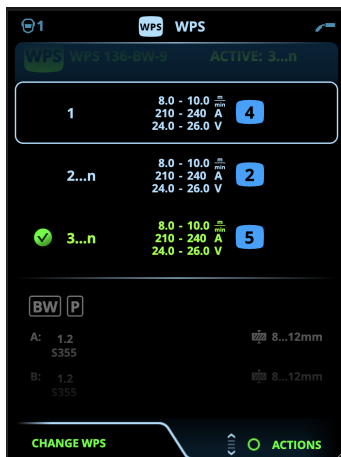 1 WPS WPS
WPS WPS 136-BW-9 ACTIVE: 3...n
1 8.0 - 10.0 m/min 4
210 - 240 A
24.0 - 26.0 V
2...n 8.0 - 10.0 m/min 2
210 - 240 A
24.0 - 26.0 V
3...n 8.0 - 10.0 m/min 5
210 - 240 A
24.0 - 26.0 V
BW P
A: 1.2 8...12mm
S355
B: 1.2 8...12mm
S355
CHANGE WPS ACTIONS